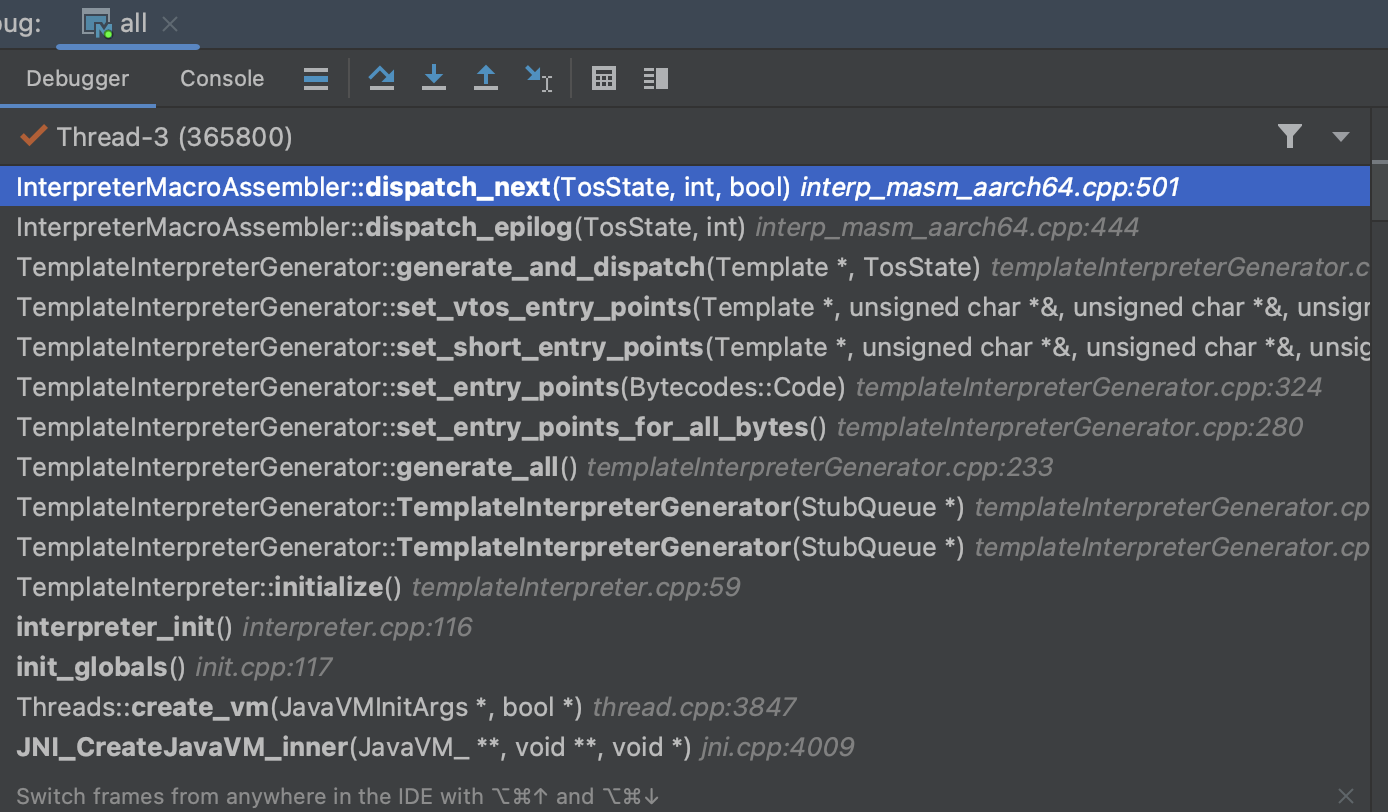 ug:
all
Debugger Console
Thread-3 (365800)
InterpreterMacroAssembler::dispatch_next(TosState, int, bool) interp_masm_aarch64.cpp:501
InterpreterMacroAssembler::dispatch_epilog(TosState, int) interp_masm_aarch64.cpp:444
TemplateInterpreterGenerator::generate_and_dispatch(Template *, TosState) templateInterpreterGenerator.c
TemplateInterpreterGenerator::set_vtos_entry_points(Template *, unsigned char *&, unsigned char *&, unsigr
TemplateInterpreterGenerator::set_short_entry_points(Template *, unsigned char *&, unsigned char *&, unsig
TemplateInterpreterGenerator::set_entry_points(Bytecodes::Code) templateInterpreterGenerator.cpp:324
TemplateInterpreterGenerator::set_entry_points_for_all_bytes() templateInterpreterGenerator.cpp:280
TemplateInterpreterGenerator::generate_all() templateInterpreterGenerator.cpp:233
TemplateInterpreterGenerator::TemplateInterpreterGenerator(StubQueue *) templateInterpreterGenerator.cp
TemplateInterpreterGenerator::TemplateInterpreterGenerator(StubQueue *) templateInterpreterGenerator.cp
TemplateInterpreter::initialize() templateInterpreter.cpp:59
interpreter_init() interpreter.cpp:116
init_globals() init.cpp:117
Threads::create_vm(JavaVMInitArgs *, bool *) thread.cpp:3847
JNI_CreateJavaVM_inner(JavaVM_ **, void **, void *) jni.cpp:4009
Switch frames from anywhere in the IDE with ⌥⌘↑ and ⌥⌘↓